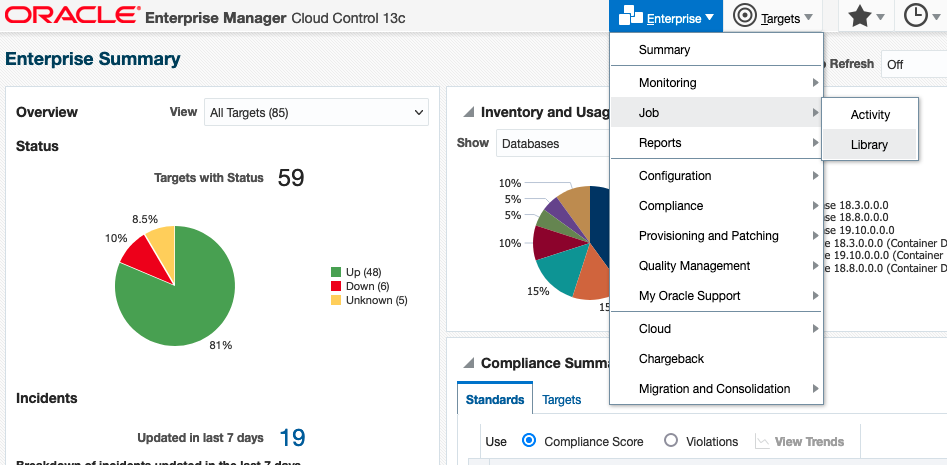 ORACLE® Enterprise Manager Cloud Control 13c
Enterprise
Targets
Enterprise Summary
Refresh Off
Overview
View All Targets (85)
Status
Targets with Status 59
8.5%
10%
81%
Up (48)
Down (6)
Unknown (5)
Incidents
Updated in last 7 days 19
Breakdown of incidents updated in the last 7 days
Inventory and Usag
Show Databases
10%
5%
5%
10%
15%
15
se 18.3.0.0.0
se 18.8.0.0.0
se 19.10.0.0.0
e 18.3.0.0.0 (Container D
e 19.10.0.0.0 (Container
e 18.8.0.0.0 (Container D
Compliance Summa
Standards
Targets
Use Compliance Score Violations View Trends
Summary
Monitoring
Job
Reports
Configuration
Compliance
Provisioning and Patching
Quality Management
My Oracle Support
Cloud
Chargeback
Migration and Consolidation
Activity
Library